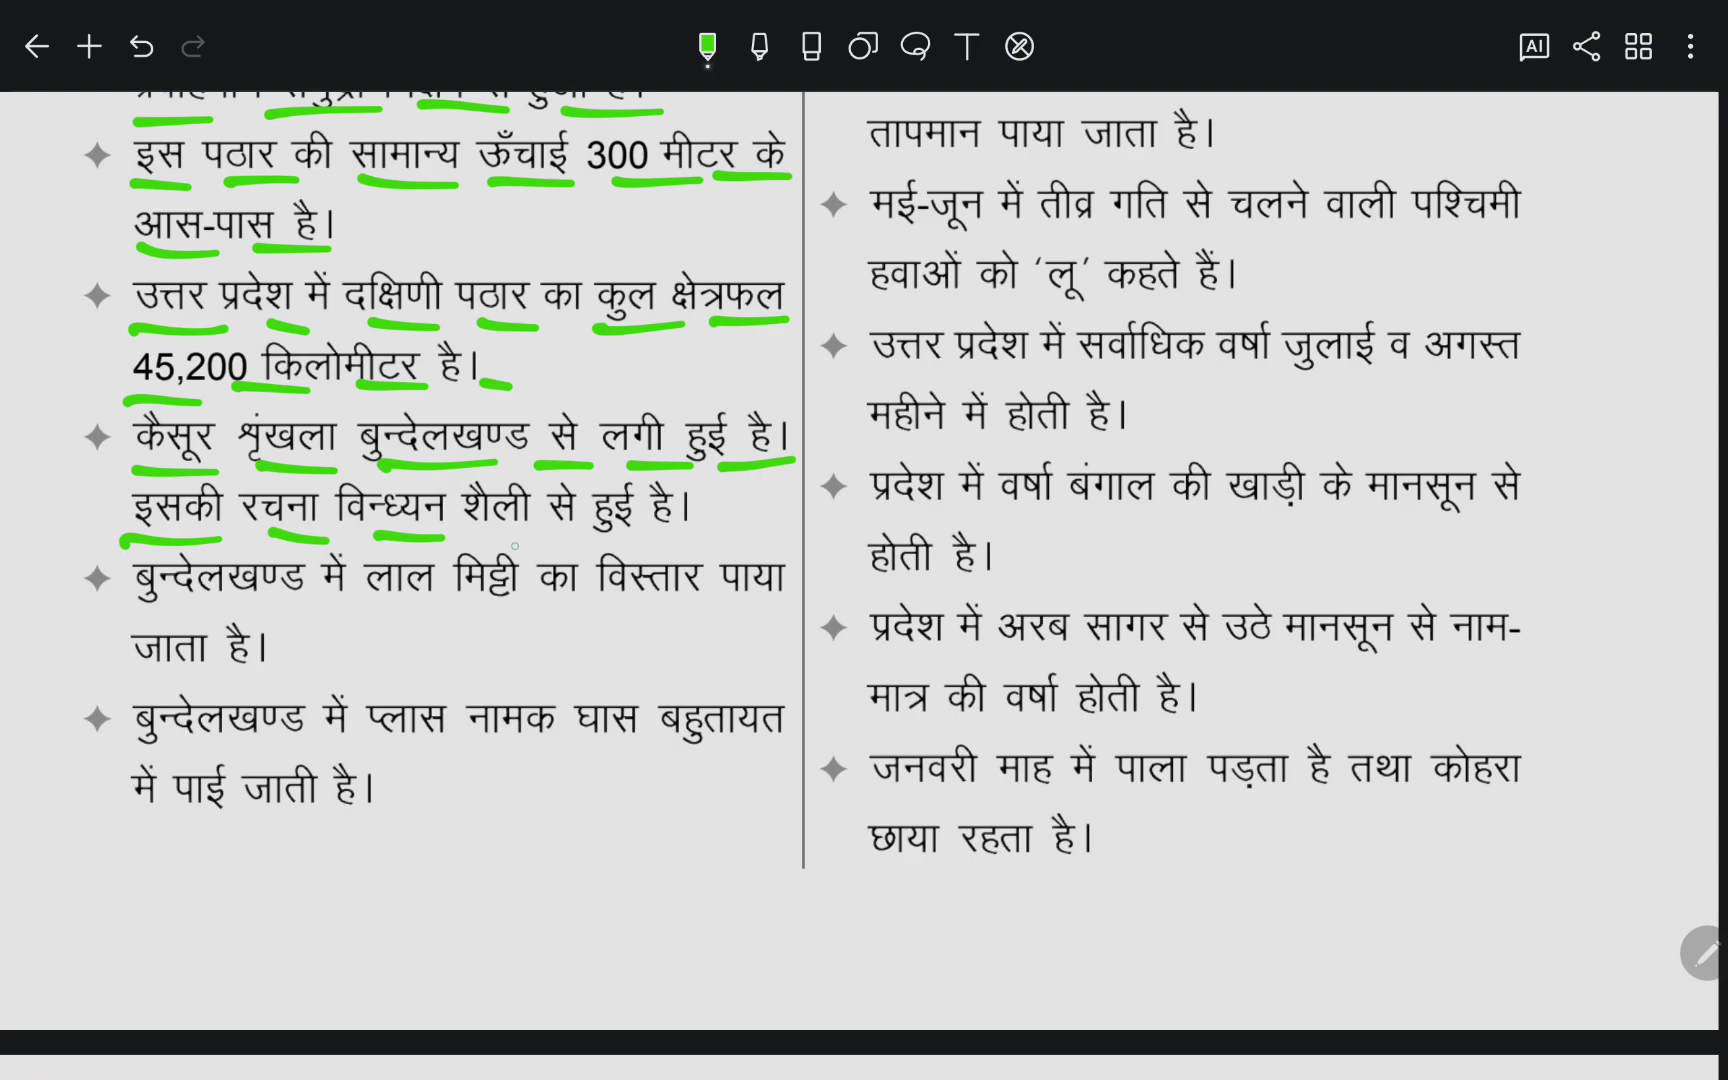 AI
इस पठार की सामान्य ऊँचाई 300 मीटर के
आस-पास है।
उत्तर प्रदेश में दक्षिणी पठार का कुल क्षेत्रफल
45,200 किलोमीटर है।
कैसूर शृंखला बुन्देलखण्ड से लगी हुई है।
इसकी रचना विन्ध्यन शैली से हुई है।
बुन्देलखण्ड में लाल मिट्टी का विस्तार पाया
जाता है।
बुन्देलखण्ड में प्लास नामक घास बहुतायत
में पाई जाती है।
तापमान पाया जाता है।
मई-जून में तीव्र गति से चलने वाली पश्चिमी
हवाओं को ‘लू’ कहते हैं।
उत्तर प्रदेश में सर्वाधिक वर्षा जुलाई व अगस्त
महीने में होती है।
प्रदेश में वर्षा बंगाल की खाड़ी के मानसून से
होती है।
प्रदेश में अरब सागर से उठे मानसून से नाम-
मात्र की वर्षा होती है।
जनवरी माह में पाला पड़ता है तथा कोहरा
छाया रहता है।